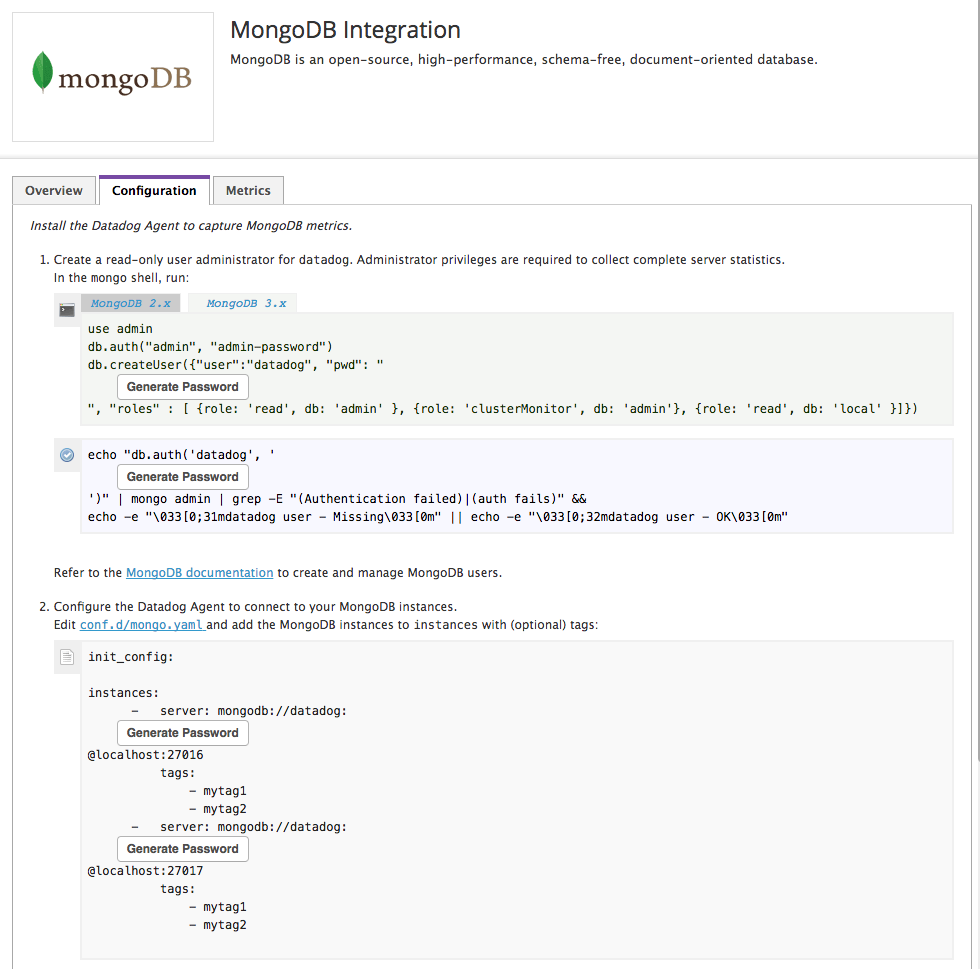 mongoDB
MongoDB Integration
MongoDB is an open-source, high-performance, schema-free, document-oriented database.
Overview
Configuration
Metrics
Install the Datadog Agent to capture MongoDB metrics.
1. Create a read-only user administrator for datadog. Administrator privileges are required to collect complete server statistics.
In the mongo shell, run:
MongoDB 2.x
MongoDB 3.x
use admin
db.auth("admin", "admin-password")
db.createUser({"user":"datadog", "pwd": "
Generate Password
", "roles" : [ {role: 'read', db: 'admin' }, {role: 'clusterMonitor', db: 'admin'}, {role: 'read', db: 'local' }]})
echo "db.auth('datadog', '
Generate Password
')" | mongo admin | grep -E "(Authentication failed)|(auth fails)" &&
echo -e "\033[0;31mdatadog user - Missing\033[0m" || echo -e "\033[0;32mdatadog user - OK\033[0m"
Refer to the MongoDB documentation to create and manage MongoDB users.
2. Configure the Datadog Agent to connect to your MongoDB instances.
Edit conf.d/mongo.yaml and add the MongoDB instances to instances with (optional) tags:
init_config:
instances:
- server: mongodb://datadog:
Generate Password
@localhost:27016
tags:
- mytag1
- mytag2
- server: mongodb://datadog:
Generate Password
@localhost:27017
tags:
- mytag1
- mytag2